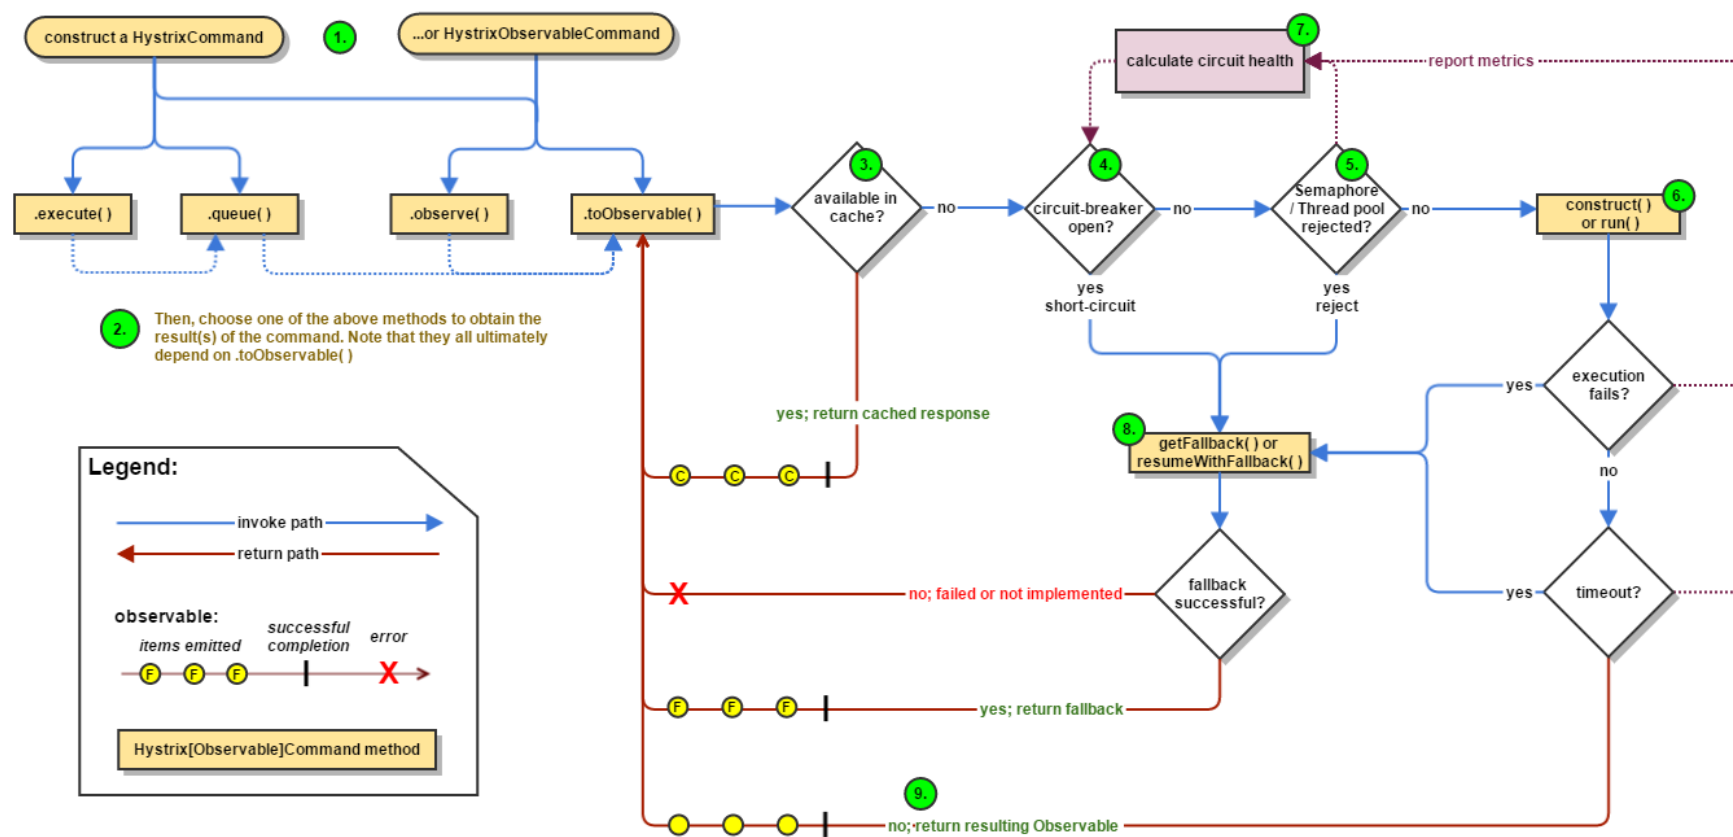 construct a HystrixCommand
1.
...or HystrixObservableCommand
7.
calculate circuit health
report metrics
.execute( )
.queue( )
.observe( )
.toObservable( )
3.
available in
cache?
no
4.
circuit-breaker
open?
no
5.
Semaphore
/ Thread pool
rejected?
no
6.
construct( )
or run( )
yes
short-circuit
yes
reject
2.
Then, choose one of the above methods to obtain the
result(s) of the command. Note that they all ultimately
depend on .toObservable( )
yes; return cached response
C
C
C
execution
fails?
yes
no
8.
getFallback( ) or
resumeWithFallback( )
timeout?
yes
fallback
successful?
no; failed or not implemented
X
F
F
F
yes; return fallback
9.
no; return resulting Observable
Legend:
invoke path
return path
observable:
items emitted
successful
completion
error
F
F
F
X
Hystrix[Observable]Command method